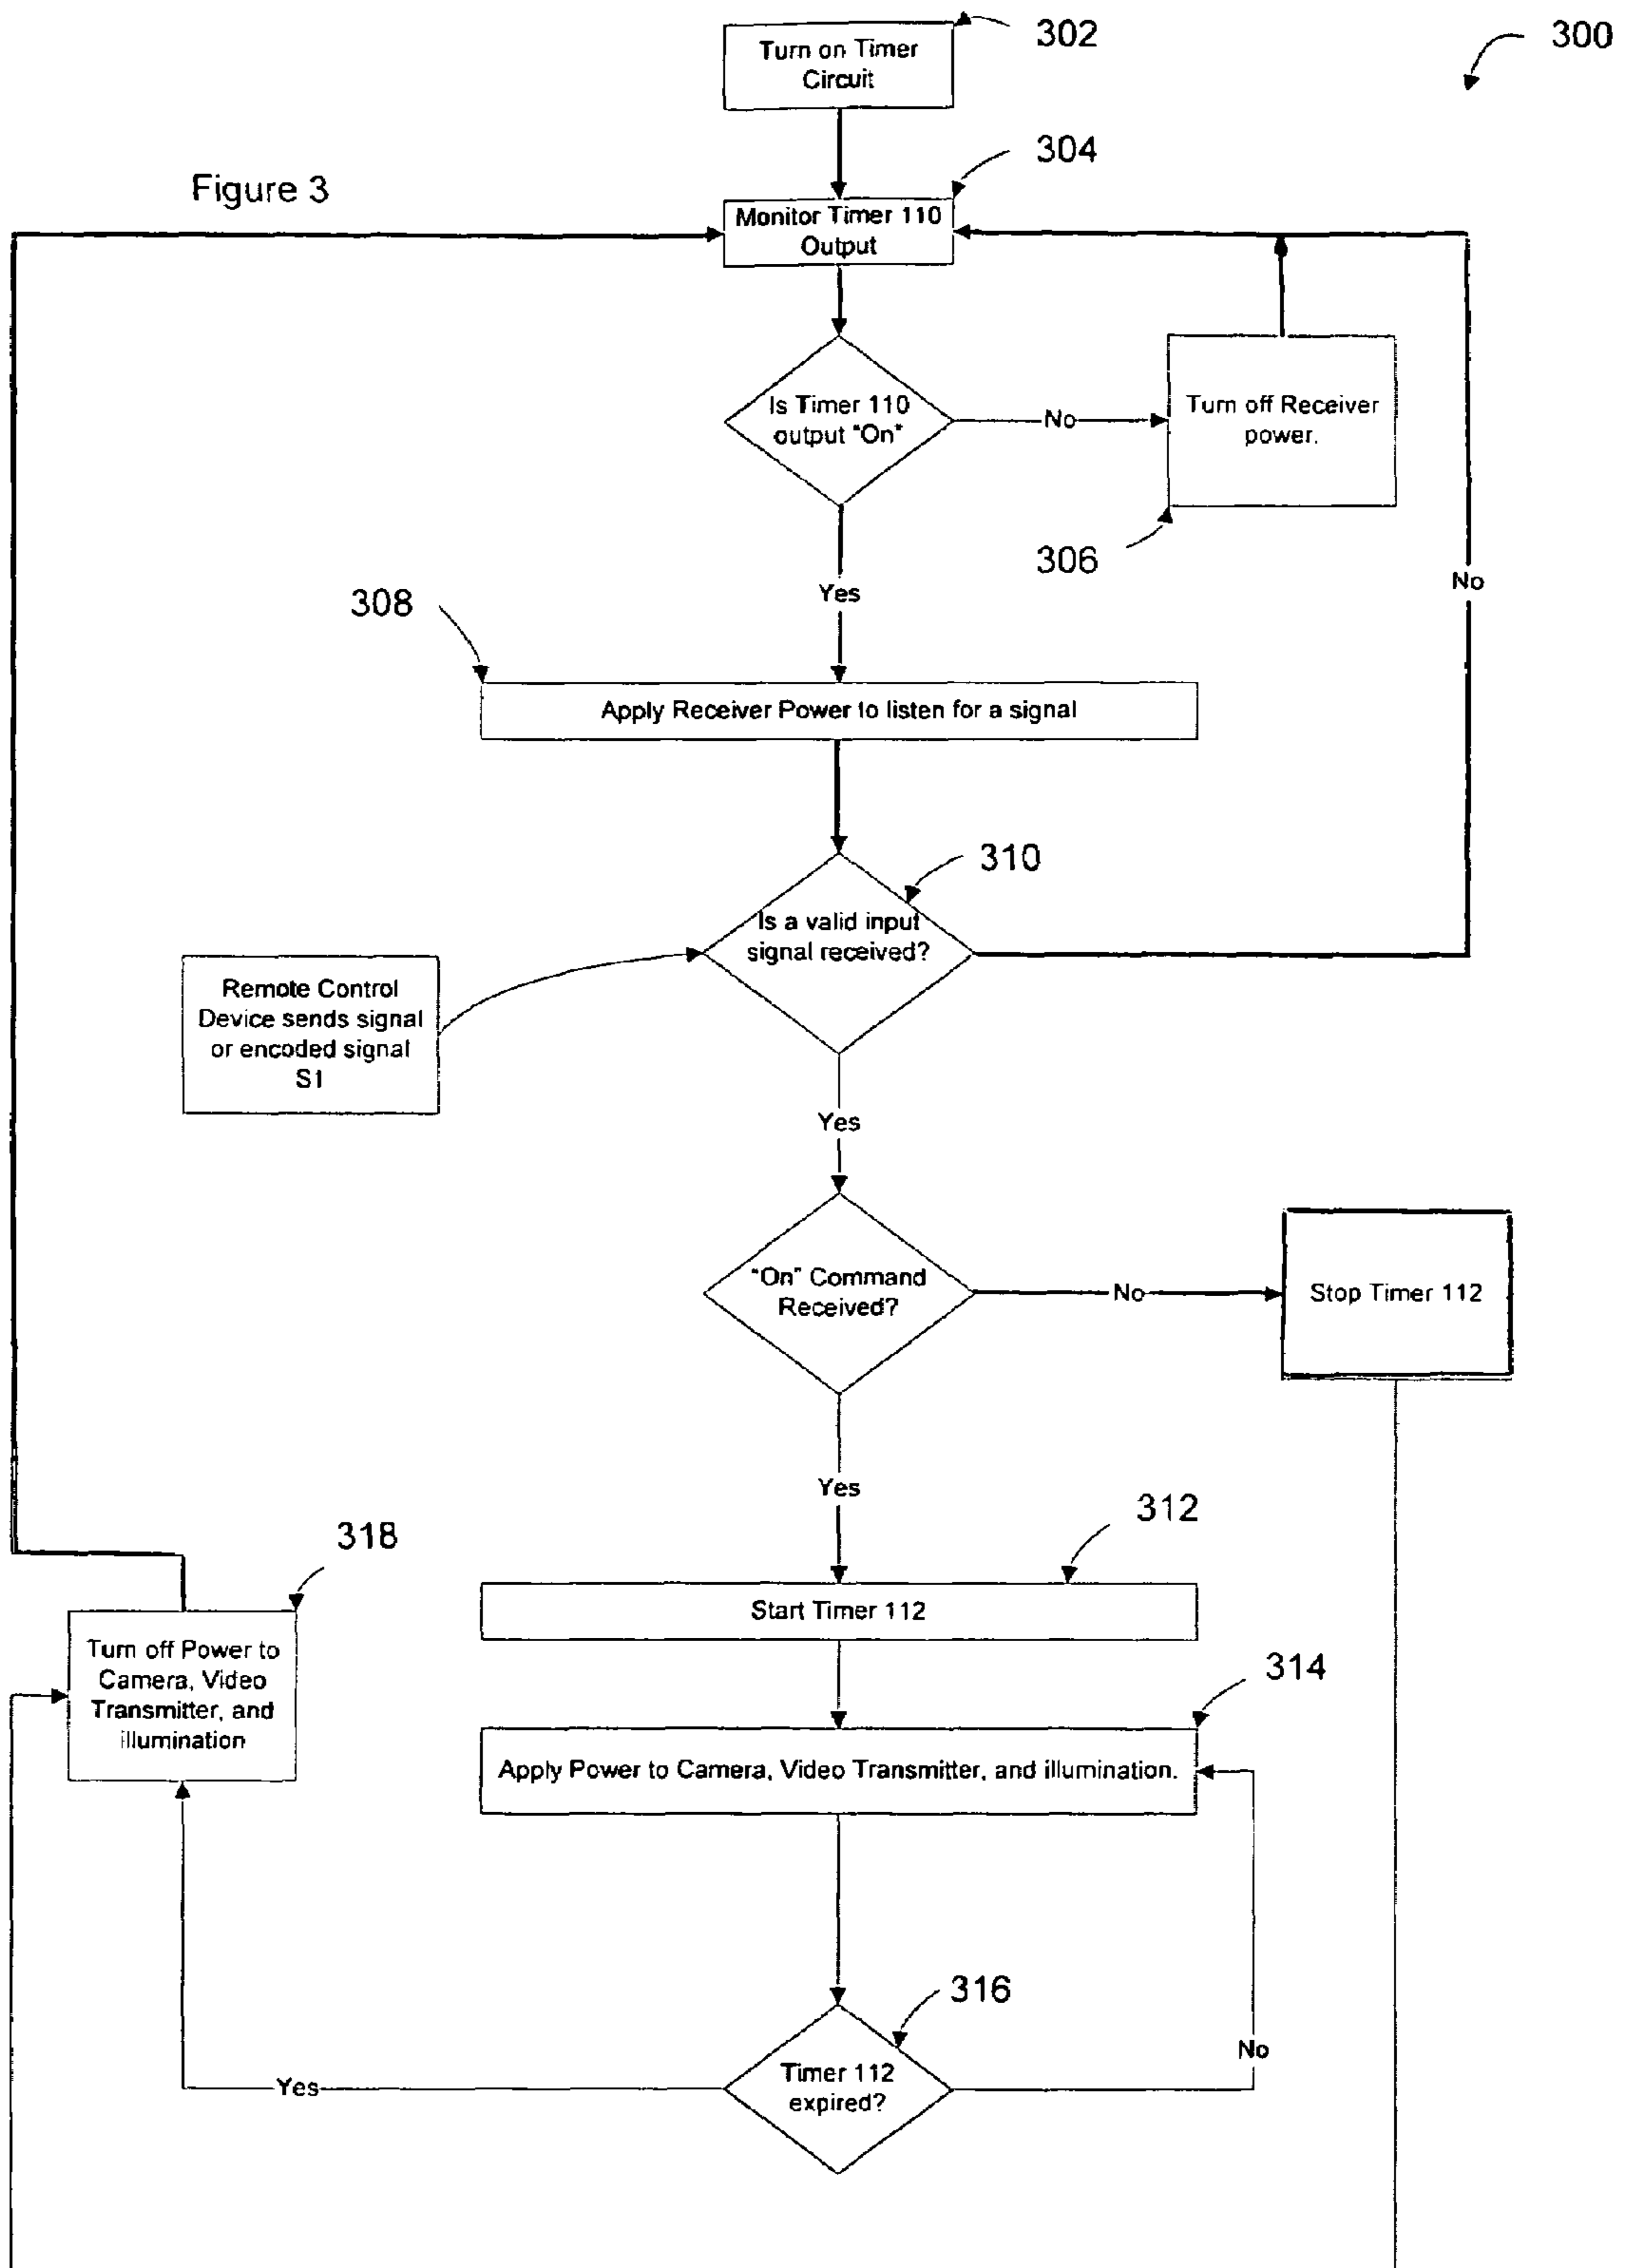 302
300
Turn on Timer
Circuit
304
Figure 3
Monitor Timer 110
Output
Is Timer 110
output "On"
No
Turn off Receiver
power.
306
No
Yes
308
Apply Receiver Power to listen for a signal
310
Is a valid input
signal received?
Remote Control
Device sends signal
or encoded signal
S1
Yes
"On" Command
Received?
No
Stop Timer 112
Yes
312
318
Start Timer 112
Turn off Power to
Camera, Video
Transmitter, and
illumination
314
Apply Power to Camera, Video Transmitter, and illumination.
316
No
Timer 112
expired?
Yes